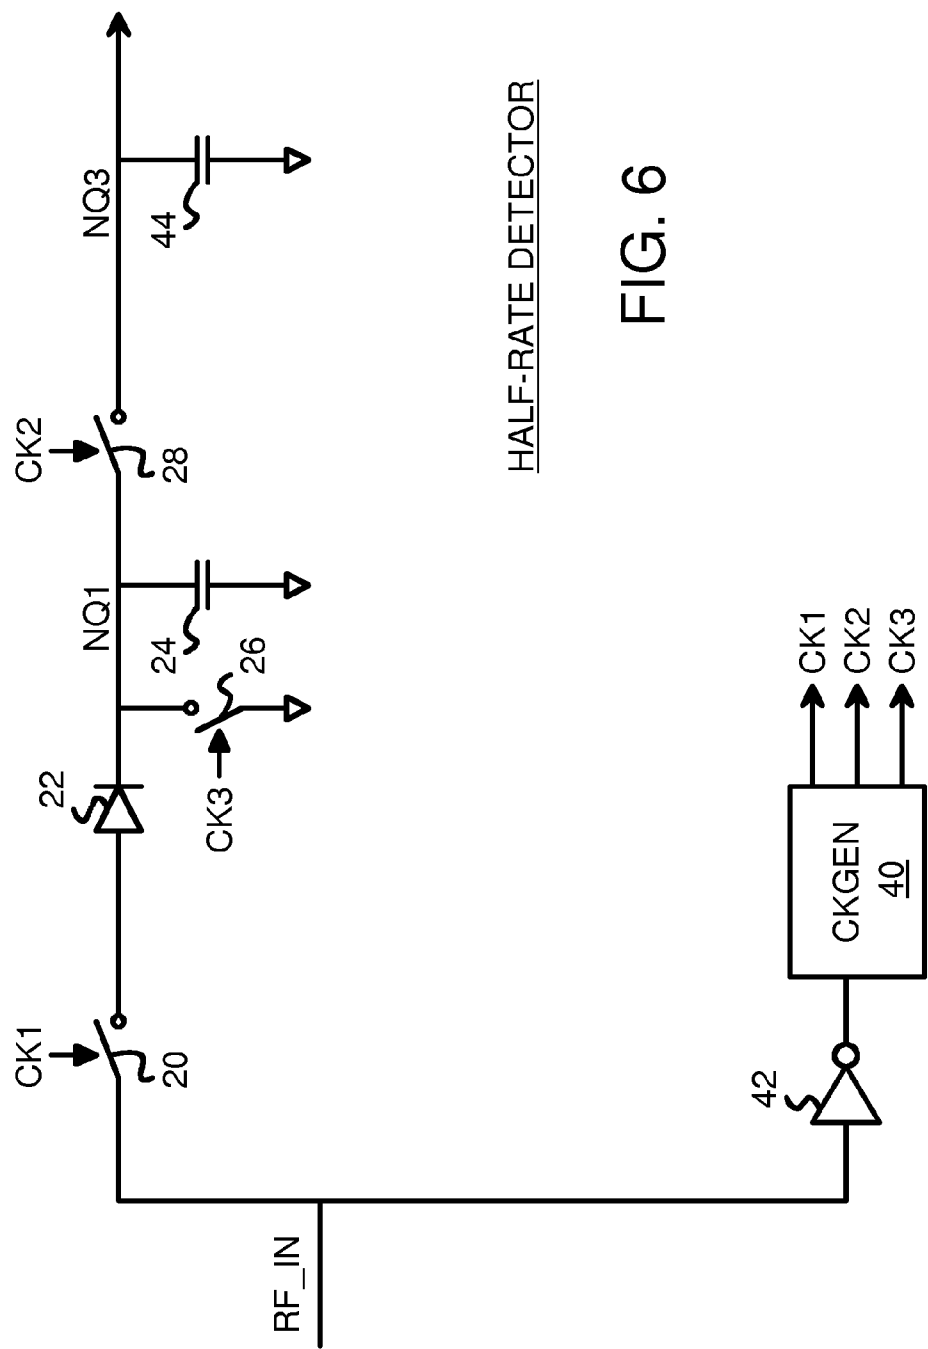 RF_IN
CK1
20
22
CK3
26
NQ1
24
CK2
28
NQ3
44
42
CKGEN
40
CK1
CK2
CK3
HALF-RATE DETECTOR
FIG. 6